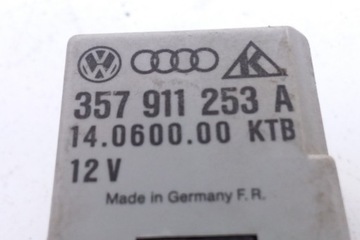 357 911 253 A
14.0600.00 KTB
12 V
Made in Germany F.R.